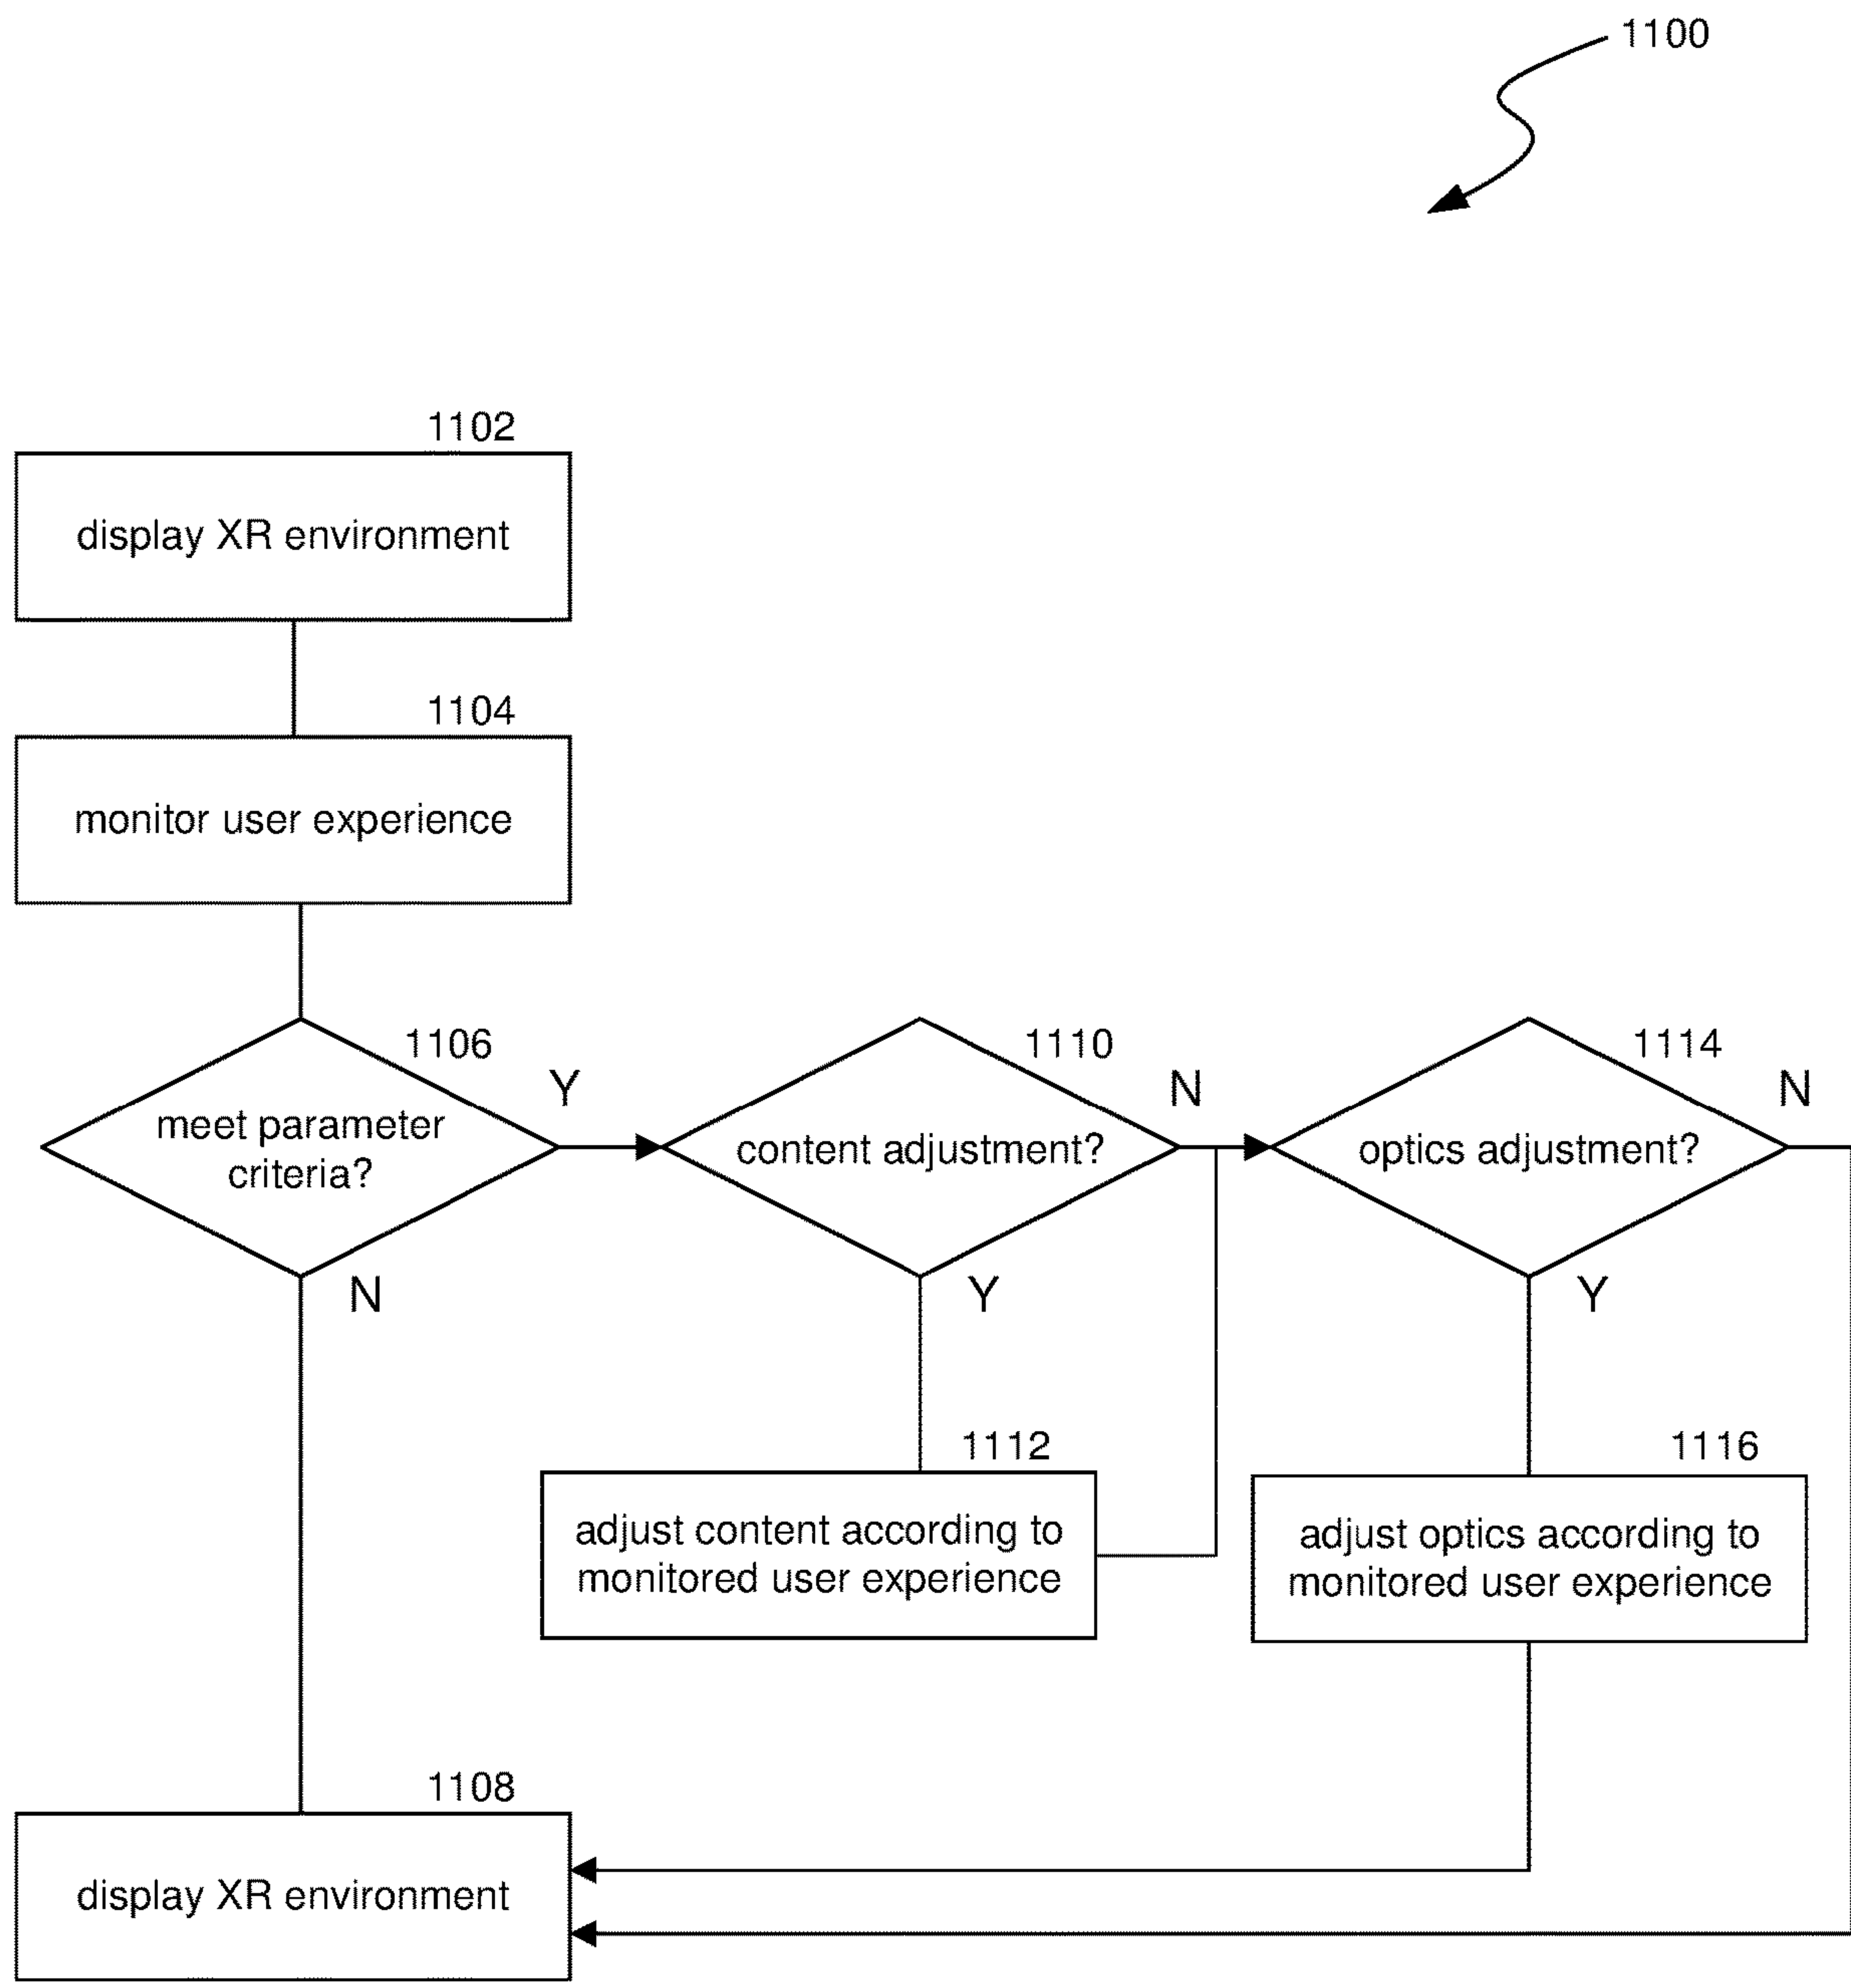 1100
1102
display XR environment
1104
monitor user experience
1106
Y
meet parameter
criteria?
N
1110
N
content adjustment?
Y
1114
N
optics adjustment?
Y
1112
adjust content according to
monitored user experience
1116
adjust optics according to
monitored user experience
1108
display XR environment